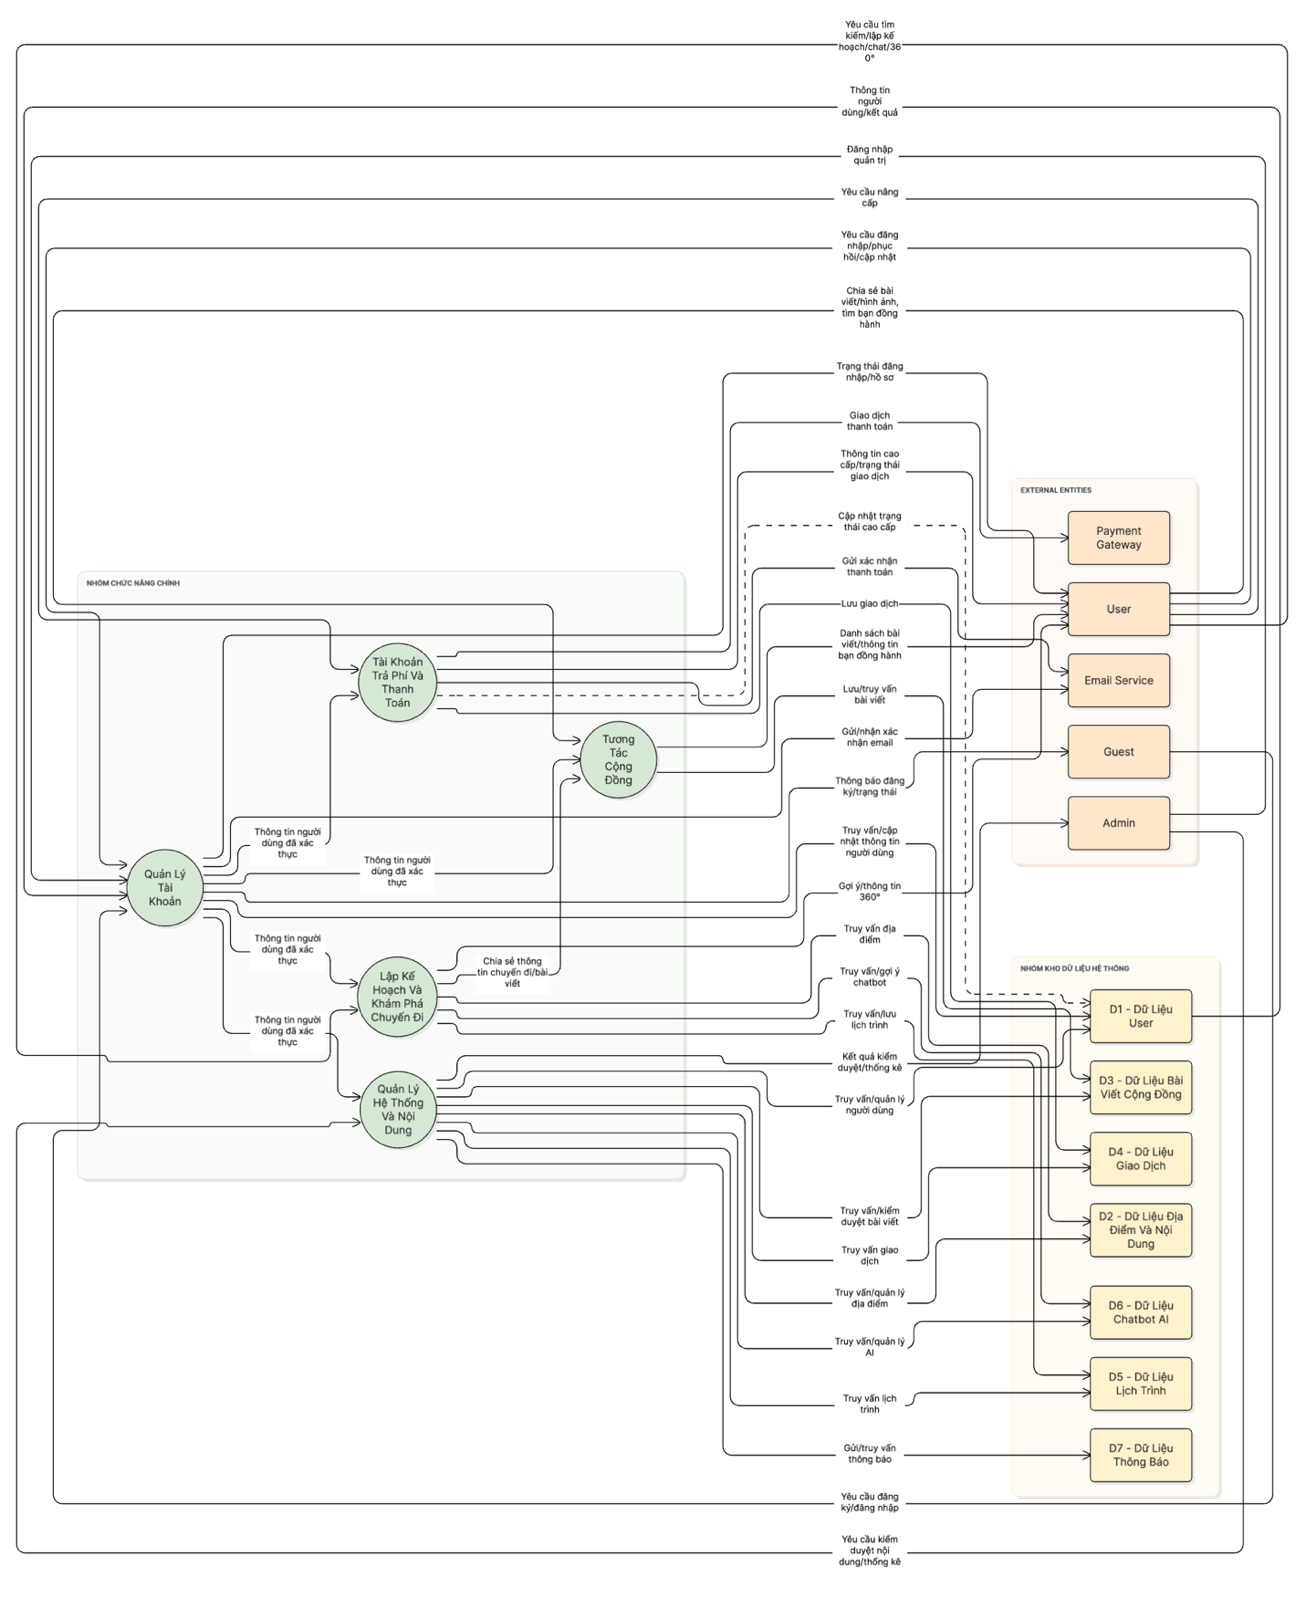 Yêu cầu tìm
kiếm/lập kế
hoạch/chat/36
0°
Thông tin
người
dùng/kết quả
Đăng nhập
quản trị
Yêu cầu nâng
cấp
Yêu cầu đăng
nhập/phục
hồi/cập nhật
Chia sẻ bài
viết/hình ảnh,
tìm bạn đồng
hành
Trạng thái đăng
nhập/hồ sơ
Giao dịch
thanh toán
Thông tin cao
cấp/trạng thái
giao dịch
Cập nhật trạng
thái cao cấp
Gửi xác nhận
thanh toán
Lưu giao dịch
Danh sách bài
viết/thông tin
bạn đồng hành
Lưu/truy vấn
bài viết
Gửi/nhận xác
nhận email
Thông báo đăng
ký/trạng thái
Truy vấn/cập
nhật thông tin
người dùng
Gợi ý/thông tin
360°
Truy vấn địa
điểm
Truy vấn/gợi ý
chatbot
Truy vấn/lưu
lịch trình
Kết quả kiểm
duyệt/thống kê
Truy vấn/quản lý
người dùng
Truy vấn/kiểm
duyệt bài viết
Truy vấn giao
dịch
Truy vấn/quản lý
địa điểm
Truy vấn/quản lý
AI
Truy vấn lịch
trình
Gửi/truy vấn
thông báo
Yêu cầu đăng
ký/đăng nhập
Yêu cầu kiểm
duyệt nội
dung/thống kê
NHÓM CHỨC NĂNG CHÍNH
Tài Khoản
Trả Phí Và
Thanh
Toán
Tương
Tác
Cộng
Đồng
Thông tin người
dùng đã xác
thực
Thông tin người
dùng đã xác
thực
Quản Lý
Tài
Khoản
Thông tin người
dùng đã xác
thực
Chia sẻ thông
tin chuyến đi/bài
viết
Lập Kế
Hoạch Và
Khám Phá
Chuyến Đi
Thông tin người
dùng đã xác
thực
Quản Lý
Hệ Thống
Và Nội
Dung
EXTERNAL ENTITIES
Payment
Gateway
User
Email Service
Guest
Admin
NHÓM KHO DỮ LIỆU HỆ THỐNG
D1 - Dữ Liệu
User
D3 - Dữ Liệu Bài
Viết Cộng Đồng
D4 - Dữ Liệu
Giao Dịch
D2 - Dữ Liệu Địa
Điểm Và Nội
Dung
D6 - Dữ Liệu
Chatbot AI
D5 - Dữ Liệu
Lịch Trình
D7 - Dữ Liệu
Thông Báo